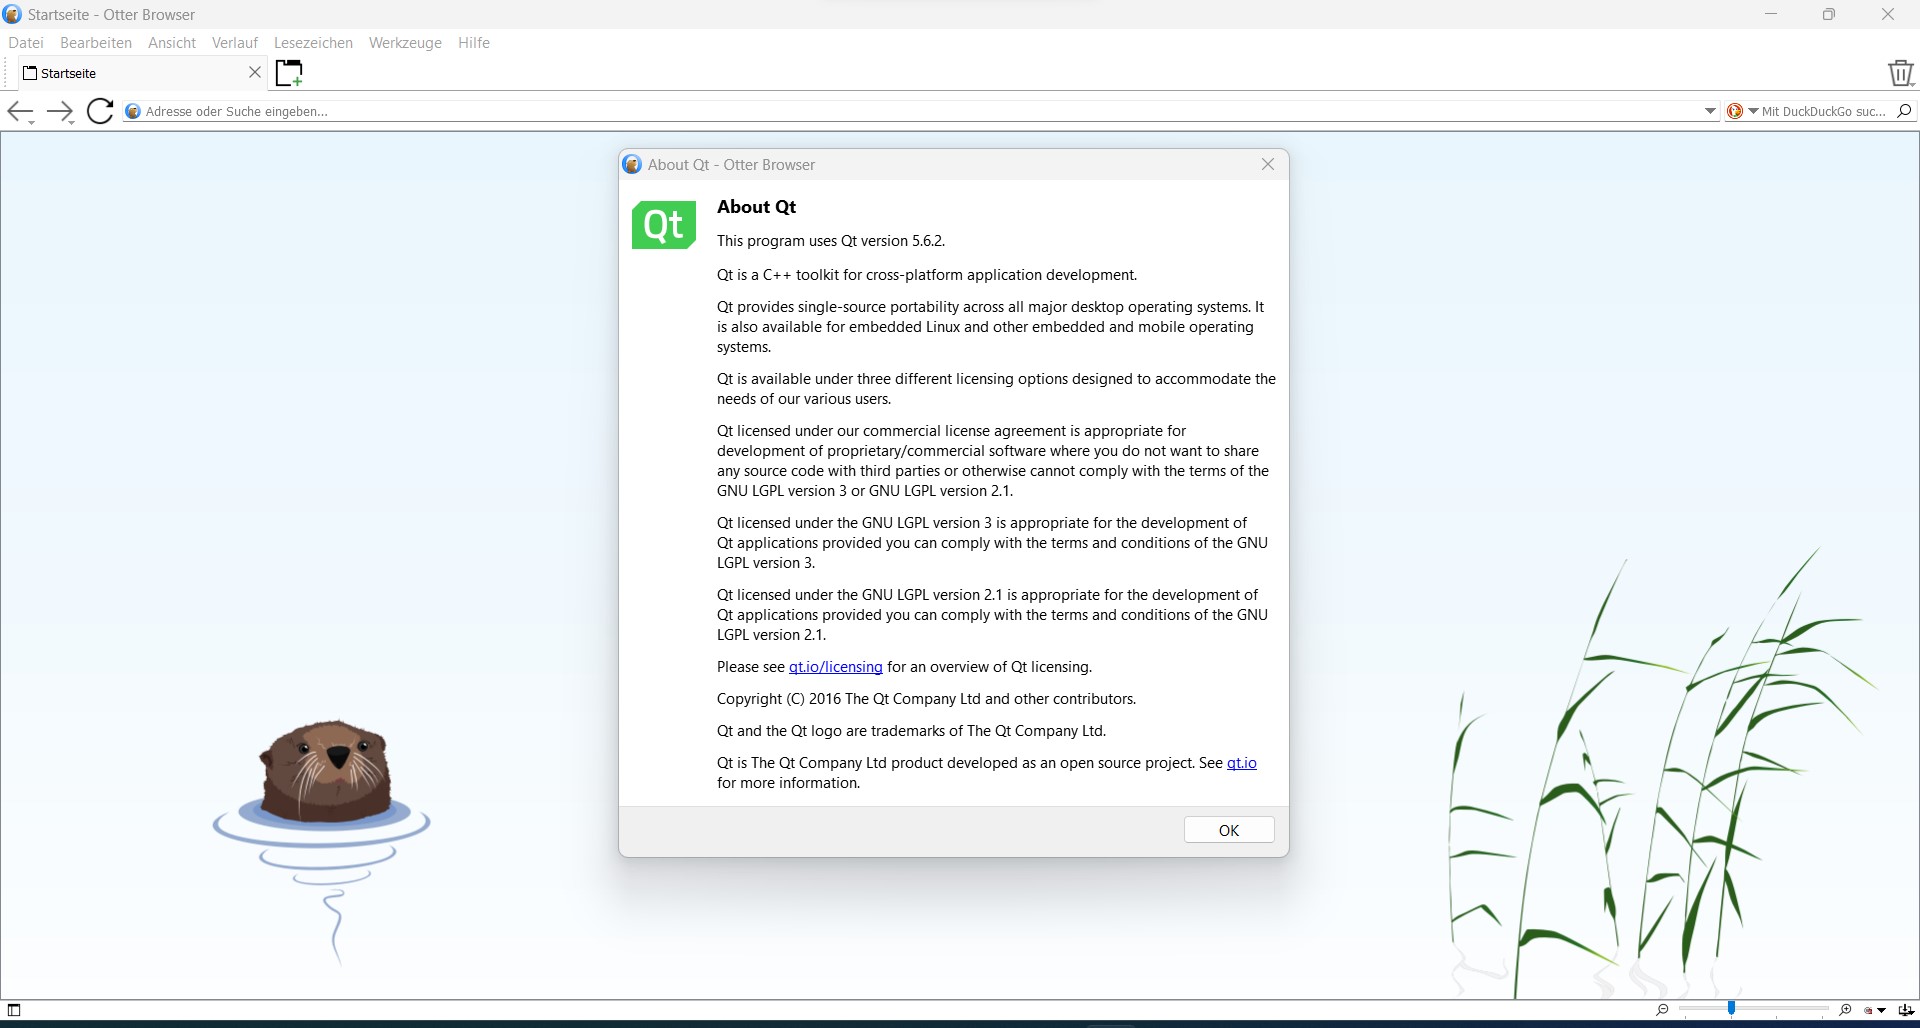 Startseite - Otter Browser
Datei Bearbeiten Ansicht Verlauf Lesezeichen Werkzeuge Hilfe
Startseite
Adresse oder Suche eingeben...
Mit DuckDuckGo suc...
About Qt - Otter Browser
Qt
About Qt
This program uses Qt version 5.6.2.
Qt is a C++ toolkit for cross-platform application development.
Qt provides single-source portability across all major desktop operating systems. It
is also available for embedded Linux and other embedded and mobile operating
systems.
Qt is available under three different licensing options designed to accommodate the
needs of our various users.
Qt licensed under our commercial license agreement is appropriate for
development of proprietary/commercial software where you do not want to share
any source code with third parties or otherwise cannot comply with the terms of the
GNU LGPL version 3 or GNU LGPL version 2.1.
Qt licensed under the GNU LGPL version 3 is appropriate for the development of
Qt applications provided you can comply with the terms and conditions of the GNU
LGPL version 3.
Qt licensed under the GNU LGPL version 2.1 is appropriate for the development of
Qt applications provided you can comply with the terms and conditions of the GNU
LGPL version 2.1.
Please see qt.io/licensing for an overview of Qt licensing.
Copyright (C) 2016 The Qt Company Ltd and other contributors.
Qt and the Qt logo are trademarks of The Qt Company Ltd.
Qt is The Qt Company Ltd product developed as an open source project. See qt.io
for more information.
OK